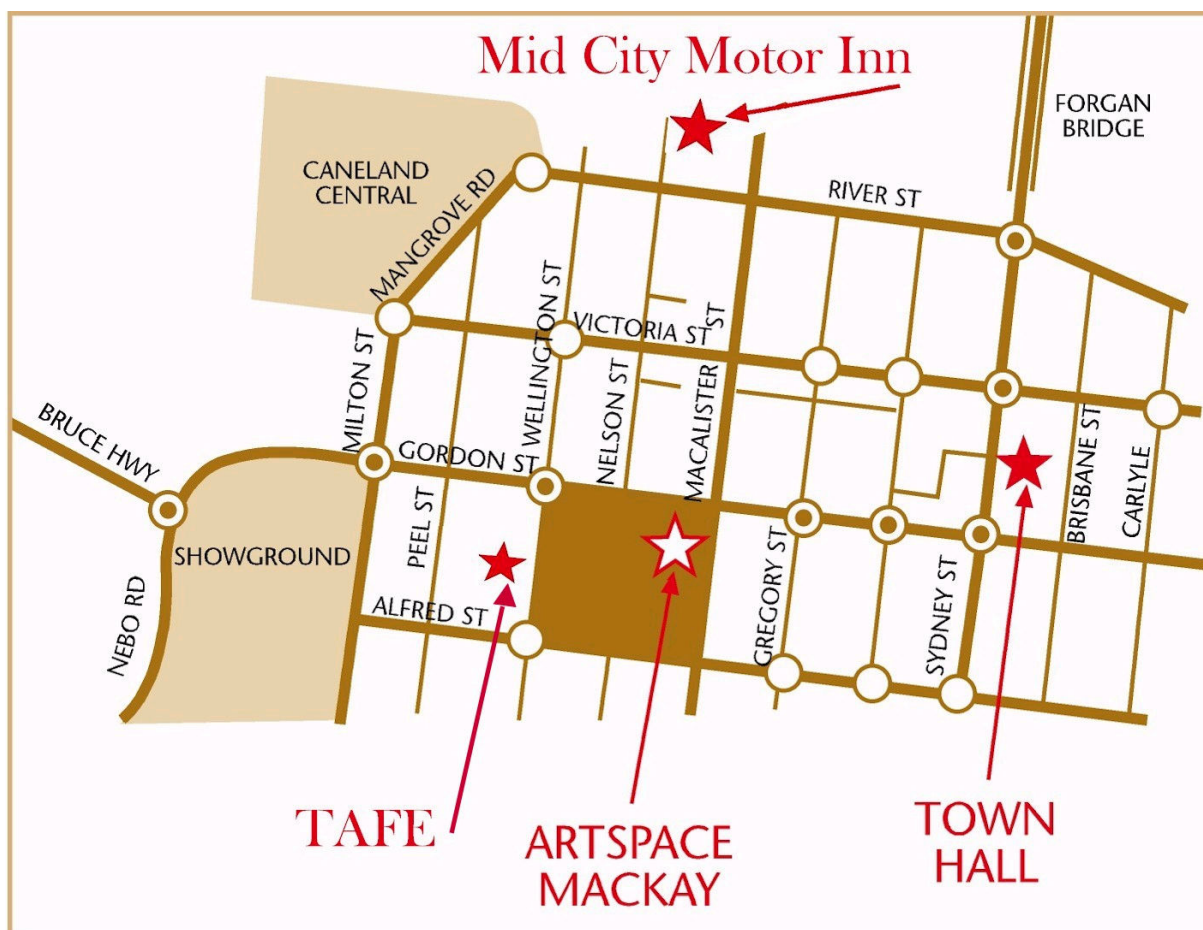 Mid City Motor Inn
FORGAN
BRIDGE
CANELAND
CENTRAL
MANGROVE RD
RIVER ST
WELLINGTON ST
VICTORIA ST
MILTON ST
NELSON ST
MACALISTER ST
BRUCE HWY
GORDON ST
BRISBANE ST
CARLYLE
PEEL ST
SHOWGROUND
GREGORY ST
SYDNEY ST
NEBO RD
ALFRED ST
TAFE
ARTSPACE
MACKAY
TOWN
HALL